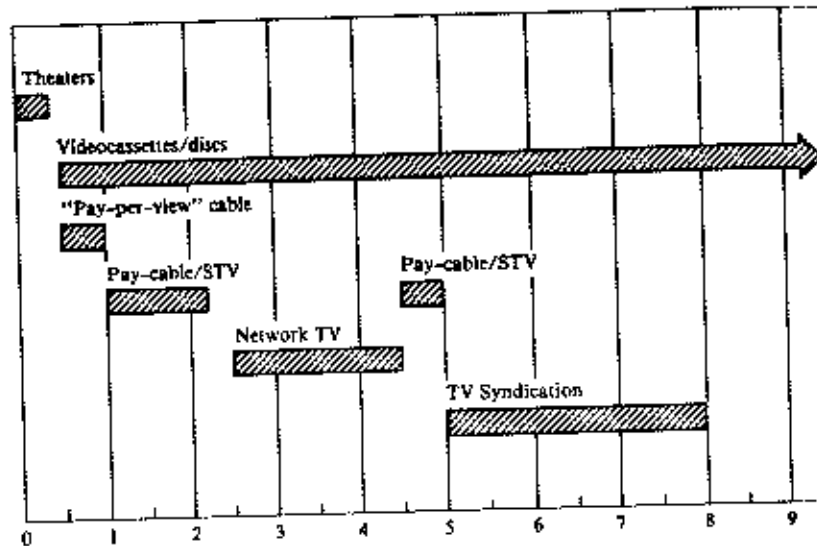 Theaters
Videocassettes/discs
"Pay-per-view" cable
Pay-cable/STV
Pay-cable/STV
Network TV
TV Syndication
0 1 2 3 4 5 6 7 8 9